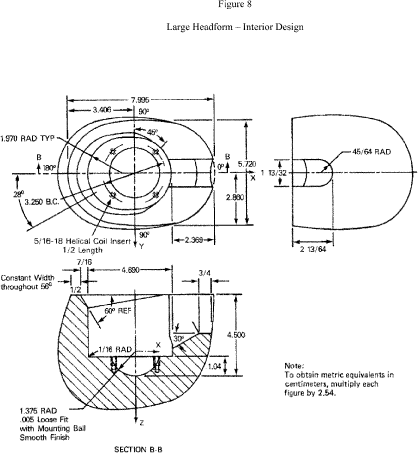 Figure 8
Large Headform – Interior Design
7.995
3.406
90°
45°
1.970 RAD TYP
B
180°
0°
B
X
5.720
2.860
28°
3.250 B.C.
5/16-18 Helical Coil Insert
1/2 Length
90°
Y
2.369
45/64 RAD
1 13/32
2 13/64
7/16
4.690
3/4
Constant Width
throughout 56°
1/2
60° REF
X
30°
4.500
1/16 RAD
1.04
1.375 RAD
.005 Loose Fit
with Mounting Ball
Smooth Finish
Z
SECTION B-B
Note:
To obtain metric equivalents in
centimeters, multiply each
figure by 2.54.